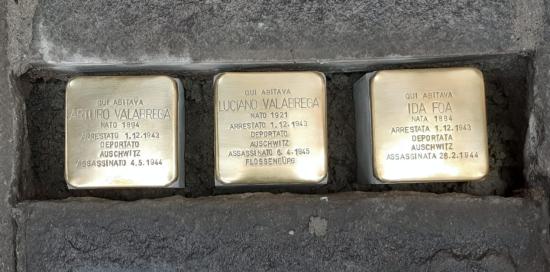 QUI ABITAVA
ARTURO VALABREGA
NATO 1894
ARRESTATO 1.12.1943
DEPORTATO
AUSCHWITZ
ASSASSINATO 4.5.1944
QUI ABITAVA
LUCIANO VALABREGA
NATO 1921
ARRESTATO 1.12.1943
DEPORTATO
AUSCHWITZ
ASSASSINATO 6.4.1945
FLOSSENBÜRG
QUI ABITAVA
IDA FOA
NATA 1884
ARRESTATA 1.12.1943
DEPORTATA
AUSCHWITZ
ASSASSINATA 28.2.1944